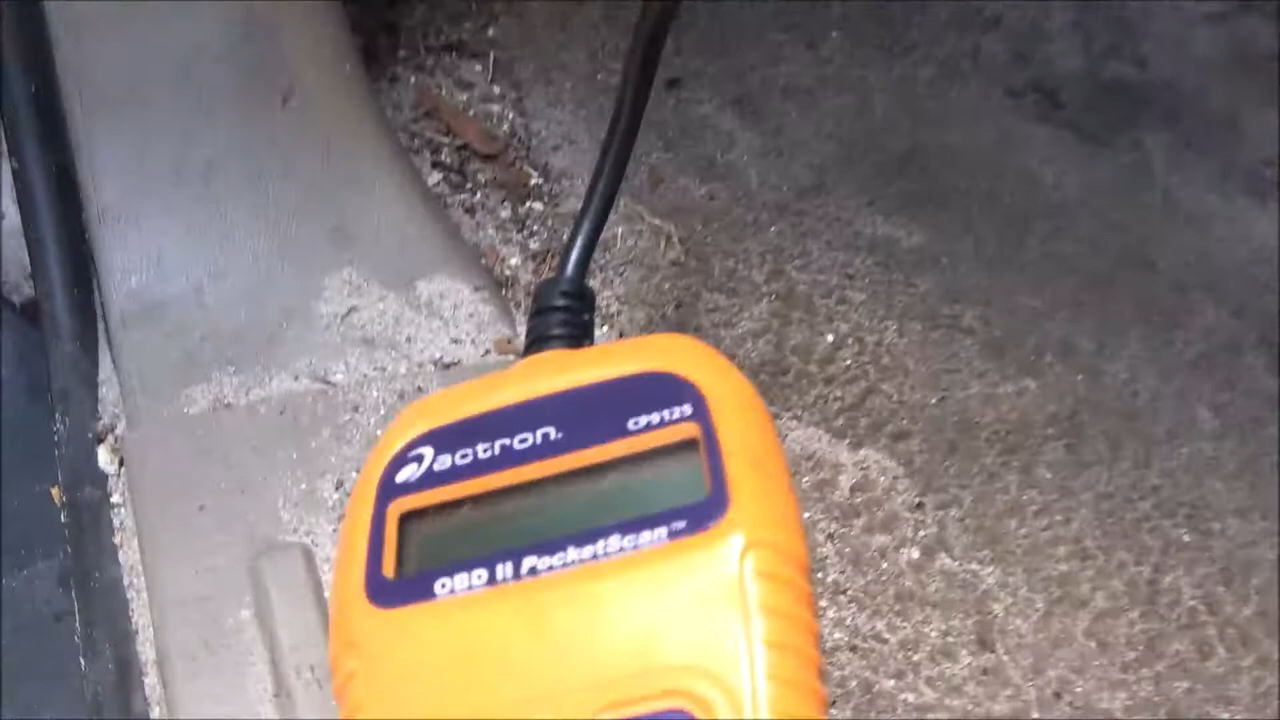 actron.
CP9125
OBD II PocketScan™